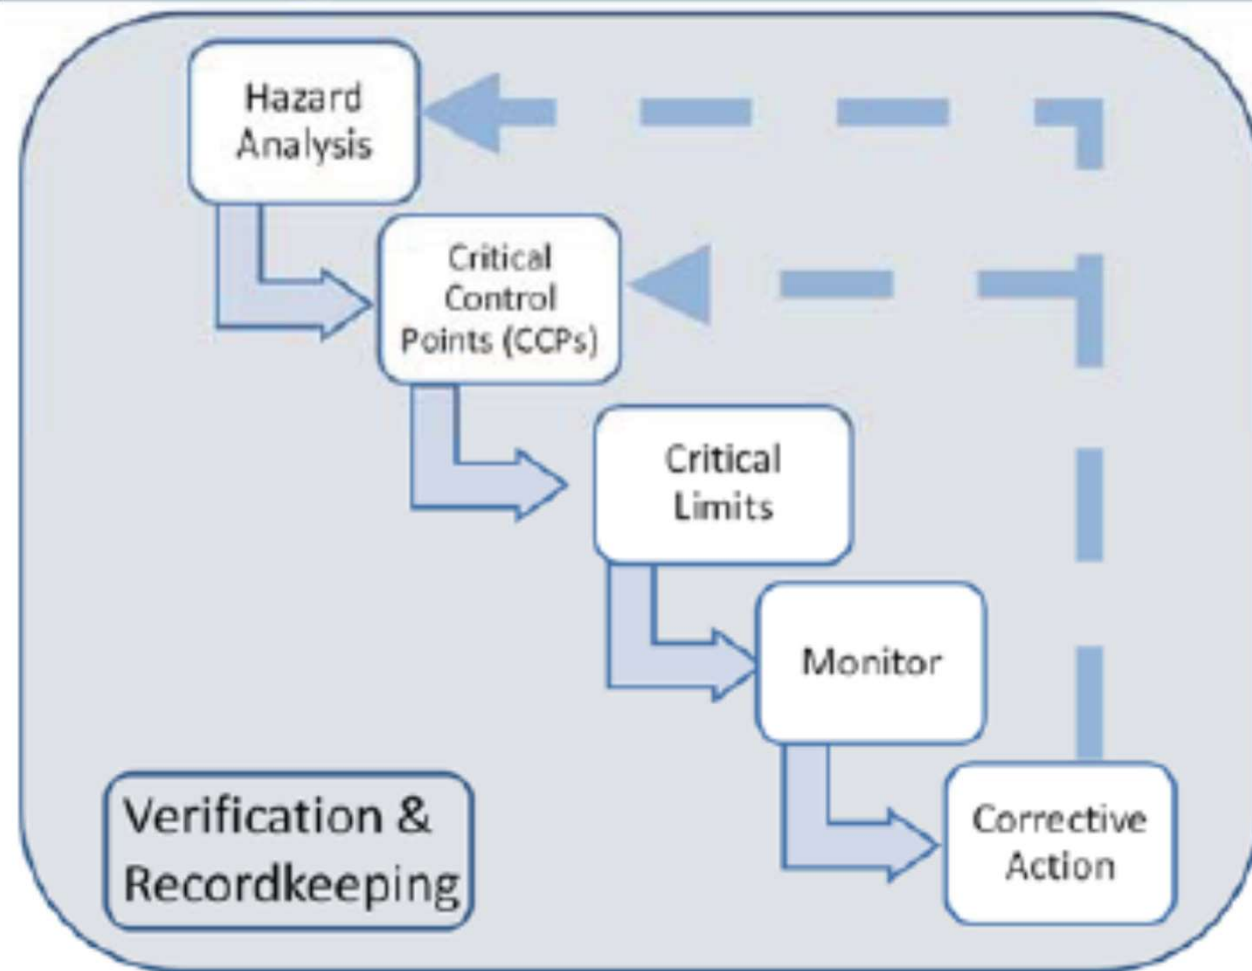 Hazard
Analysis
Critical
Control
Points (CCPs)
Critical
Limits
Monitor
Corrective
Action
Verification &
Recordkeeping